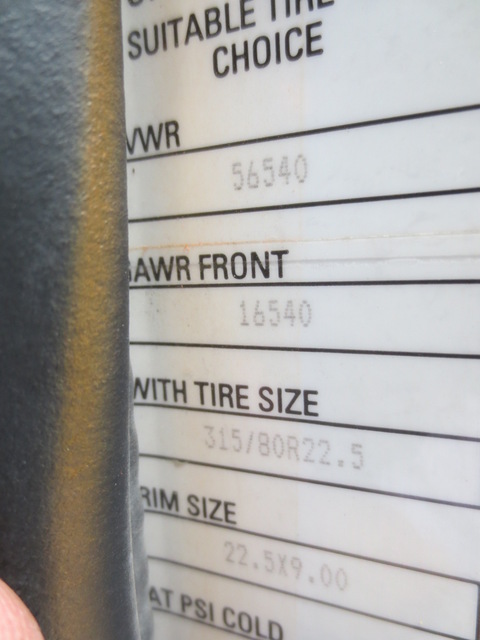 SUITABLE TIRE
CHOICE
VWR
56540
AWR FRONT
16540
WITH TIRE SIZE
315/80R22.5
RIM SIZE
22.5X9.00
AT PSI COLD